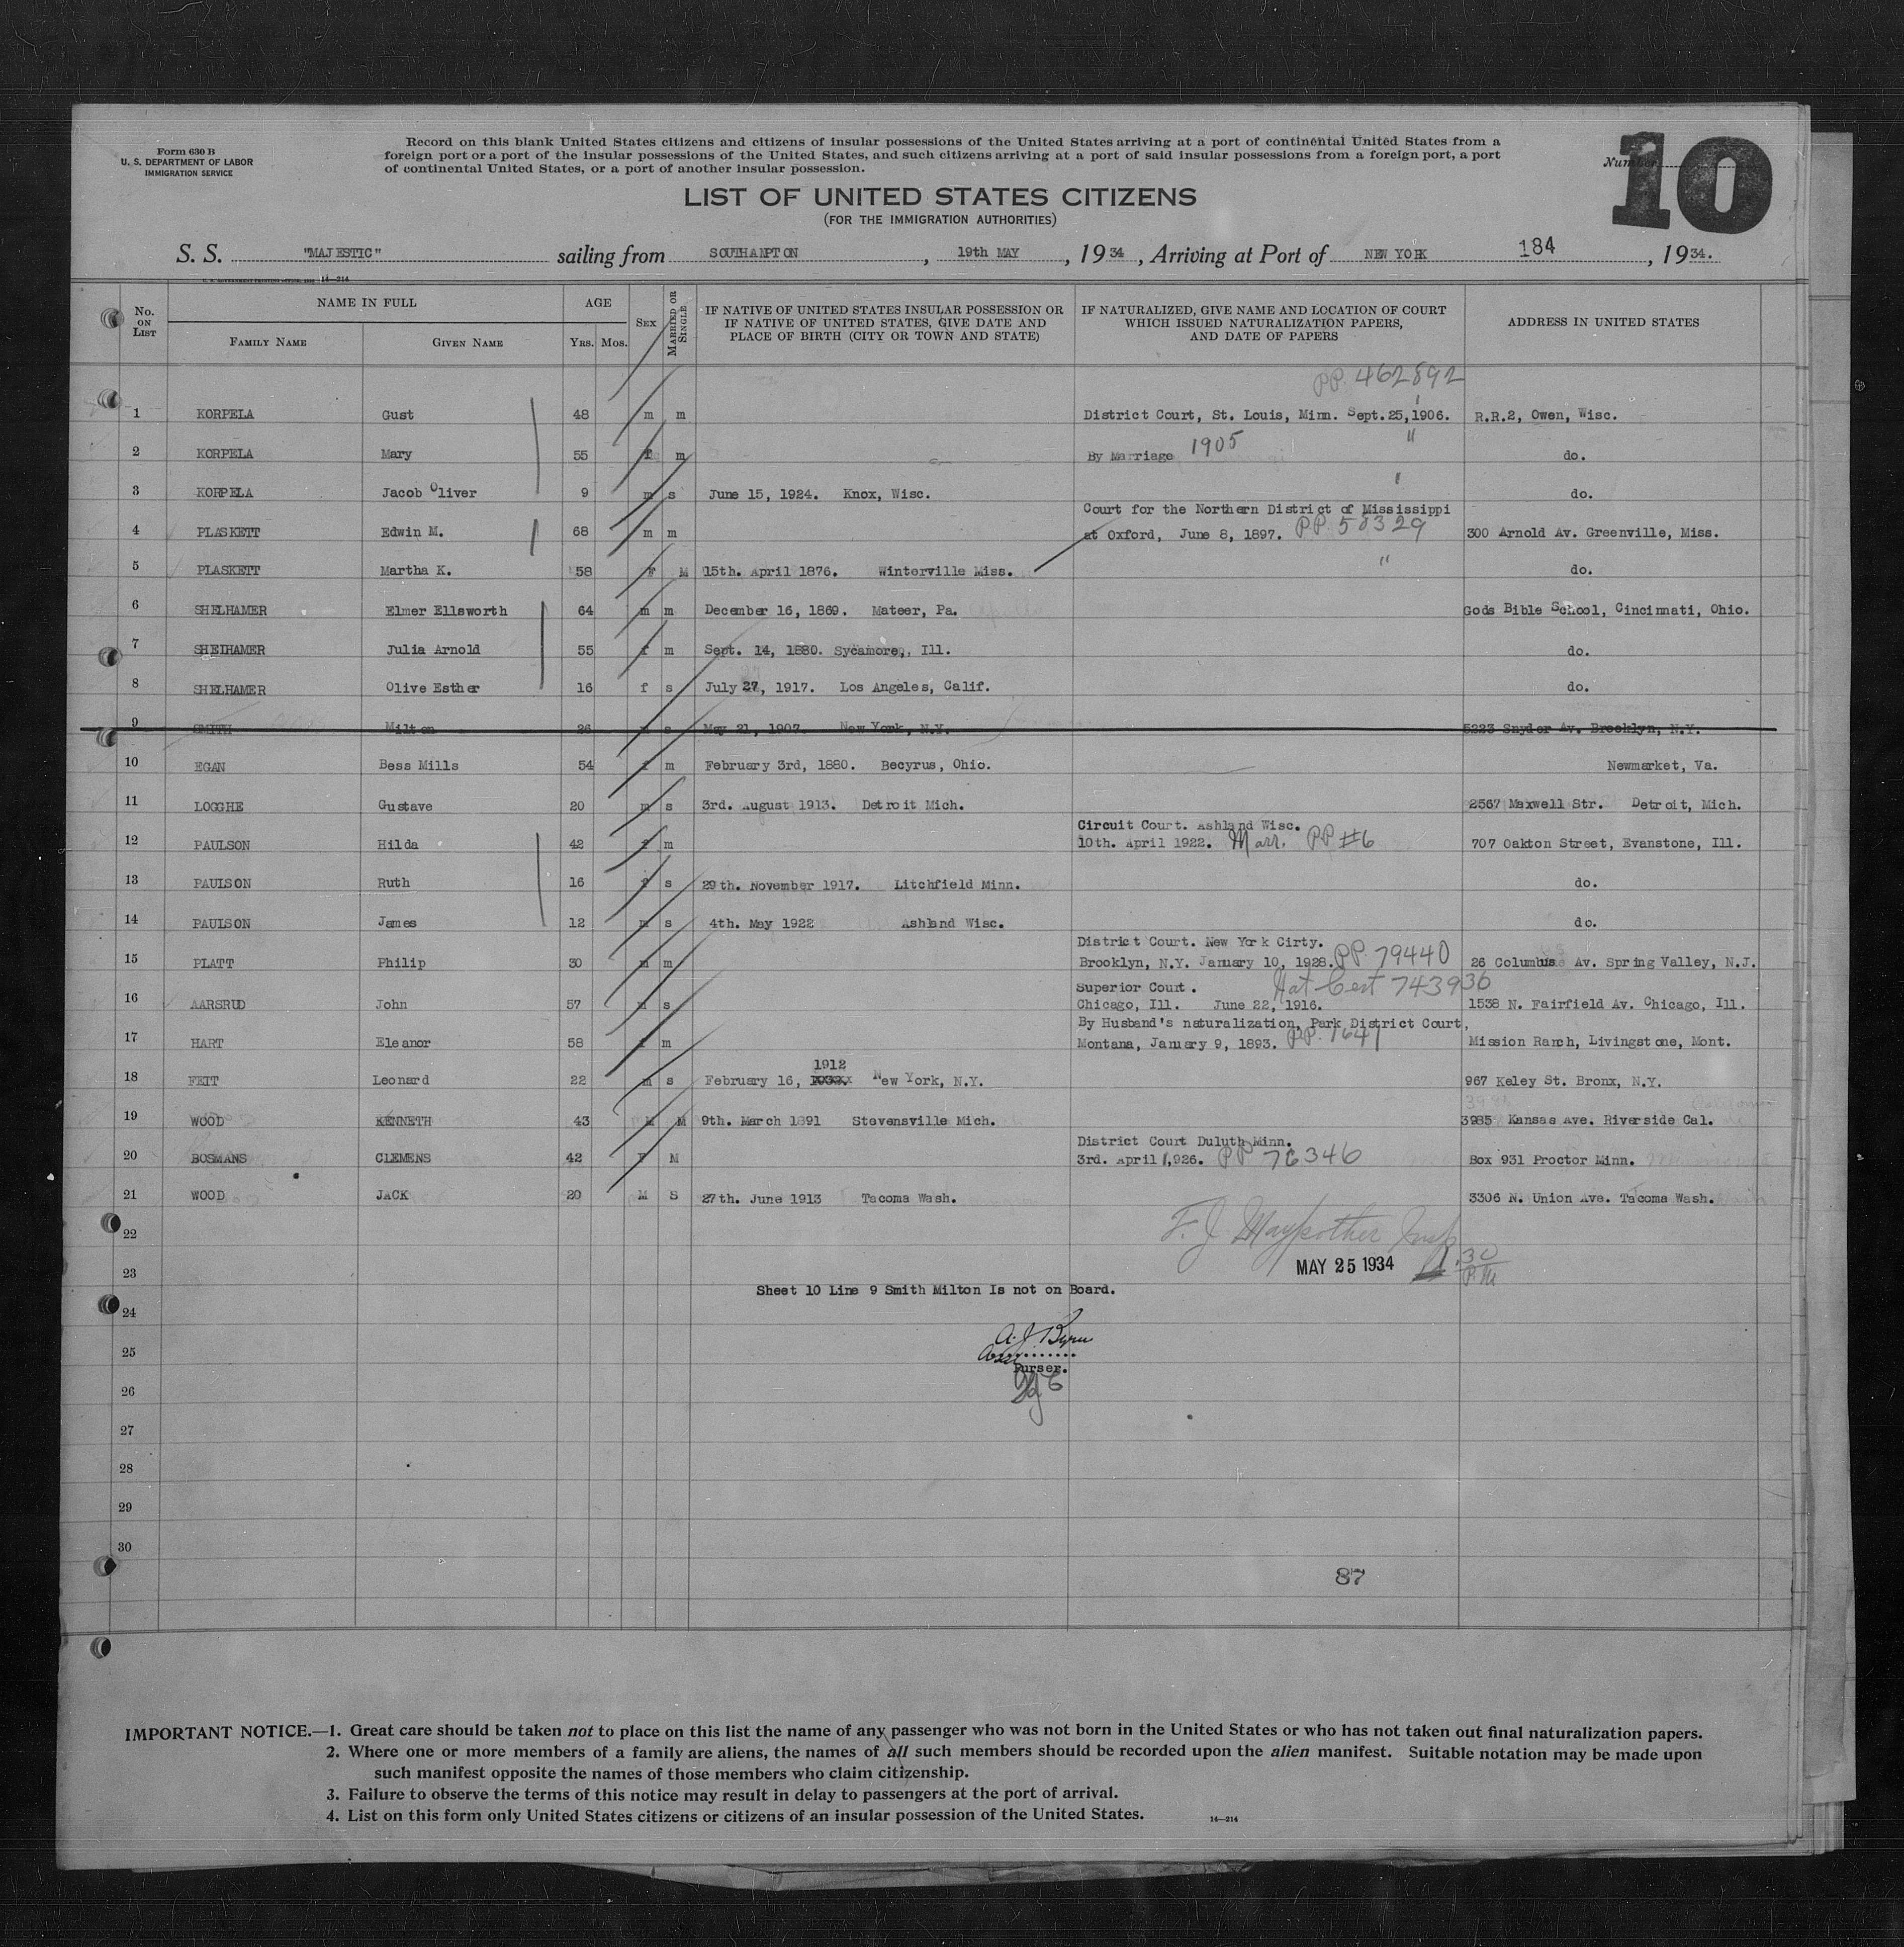 Form 630 B
U. S. DEPARTMENT OF LABOR
IMMIGRATION SERVICE
Record on this blank United States citizens and citizens of insular possessions of the United States arriving at a port of continental United States from a
foreign port or a port of the insular possessions of the United States, and such citizens arriving at a port of said insular possessions from a foreign port, a port
of continental United States, or a port of another insular possession.
Number 10
LIST OF UNITED STATES CITIZENS
(FOR THE IMMIGRATION AUTHORITIES)
S. S. "MAJESTIC" sailing from SOUTHAMPTON, 19th MAY, 1934, Arriving at Port of NEW YORK 184, 1934.
14—214
No. ON LIST NAME IN FULL FAMILY NAME GIVEN NAME AGE YRS. MOS. SEX MARRIED OR SINGLE IF NATIVE OF UNITED STATES INSULAR POSSESSION OR IF NATIVE OF UNITED STATES, GIVE DATE AND PLACE OF BIRTH (CITY OR TOWN AND STATE) IF NATURALIZED, GIVE NAME AND LOCATION OF COURT WHICH ISSUED NATURALIZATION PAPERS, AND DATE OF PAPERS ADDRESS IN UNITED STATES
PP. 462892
1 KORPELA Gust 48 m m District Court, St. Louis, Minn. Sept.25,1906. R.R.2, Owen, Wisc.
2 KORPELA Mary 55 f m By Marriage 1905 " do.
3 KORPELA Jacob Oliver 9 m s June 15, 1924. Knox, Wisc. " do.
Court for the Northern District of Mississippi
4 PLASKETT Edwin M. 68 m m at Oxford, June 8, 1897. PP. 50329 300 Arnold Av. Greenville, Miss.
5 PLASKETT Martha K. 58 F M 15th. April 1876. Winterville Miss. " do.
6 SHELHAMER Elmer Ellsworth 64 m m December 16, 1869. Mateer, Pa. Gods Bible School, Cincinnati, Ohio.
7 SHELHAMER Julia Arnold 55 f m Sept. 14, 1880. Sycamore, Ill. do.
8 SHELHAMER Olive Esther 16 f s July 27, 1917. Los Angeles, Calif. do.
9 SMITH Milton 26 m s May 21, 1907. New York, N.Y. 5223 Snyder Av. Brooklyn, N.Y.
10 EGAN Bess Mills 54 f m February 3rd, 1880. Becyrus, Ohio. Newmarket, Va.
11 LOGGHE Gustave 20 m s 3rd. August 1913. Detroit Mich. 2567 Maxwell Str. Detroit, Mich.
Circuit Court. Ashland Wisc.
12 PAULSON Hilda 42 f m 10th. April 1922. Marr. PP #6 707 Oakton Street, Evanstone, Ill.
13 PAULSON Ruth 16 f s 29th. November 1917. Litchfield Minn. do.
14 PAULSON James 12 m s 4th. May 1922 Ashland Wisc. do.
District Court. New York Cirty.
15 PLATT Philip 30 m m Brooklyn, N.Y. January 10, 1928. PP. 79440 26 Columbus Av. Spring Valley, N.J.
Superior Court. Nat Cert 743930
16 AARSRUD John 57 m s Chicago, Ill. June 22, 1916. 1538 N. Fairfield Av. Chicago, Ill.
By Husband's naturalization, Park District Court,
17 HART Eleanor 58 f m Montana, January 9, 1893. PP. 1641 Mission Ranch, Livingstone, Mont.
1912
18 FEIT Leonard 22 m s February 16, New York, N.Y. 967 Keley St. Bronx, N.Y.
19 WOOD KENNETH 43 M M 9th. March 1891 Stevensville Mich. 3985 Kansas Ave. Riverside Cal.
District Court Duluth Minn.
20 BOSMANS CLEMENS 42 F M 3rd. April 1,926. PP 76346 Box 931 Proctor Minn.
21 WOOD JACK 20 M S 27th. June 1913 Tacoma Wash. 3306 N. Union Ave. Tacoma Wash.
22
F. J. Maypother Insp
23
MAY 25 1934 1.30 P.M
Sheet 10 Line 9 Smith Milton Is not on Board.
24
25
A. J. Byrne
Purser.
26
27
28
29
30
87
IMPORTANT NOTICE.—1. Great care should be taken not to place on this list the name of any passenger who was not born in the United States or who has not taken out final naturalization papers.
2. Where one or more members of a family are aliens, the names of all such members should be recorded upon the alien manifest. Suitable notation may be made upon
such manifest opposite the names of those members who claim citizenship.
3. Failure to observe the terms of this notice may result in delay to passengers at the port of arrival.
4. List on this form only United States citizens or citizens of an insular possession of the United States.
14—214